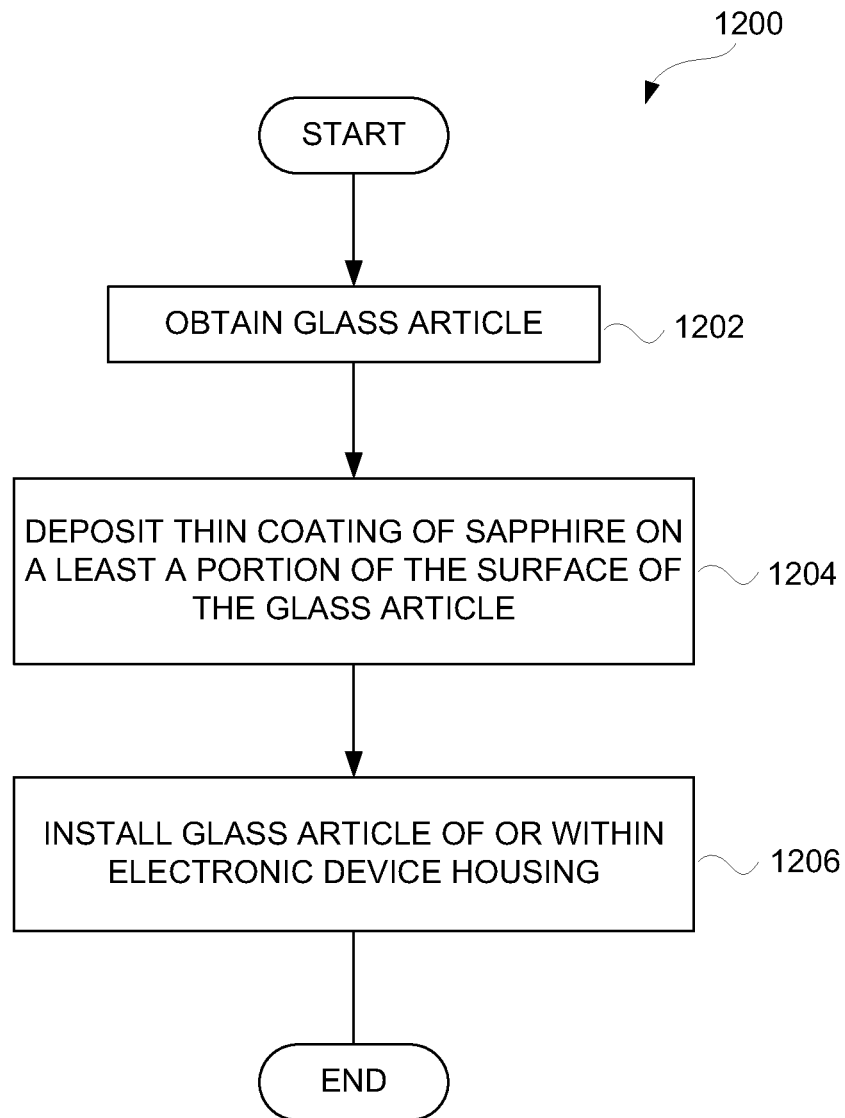 1200
START
OBTAIN GLASS ARTICLE
1202
DEPOSIT THIN COATING OF SAPPHIRE ON
A LEAST A PORTION OF THE SURFACE OF
THE GLASS ARTICLE
1204
INSTALL GLASS ARTICLE OF OR WITHIN
ELECTRONIC DEVICE HOUSING
1206
END